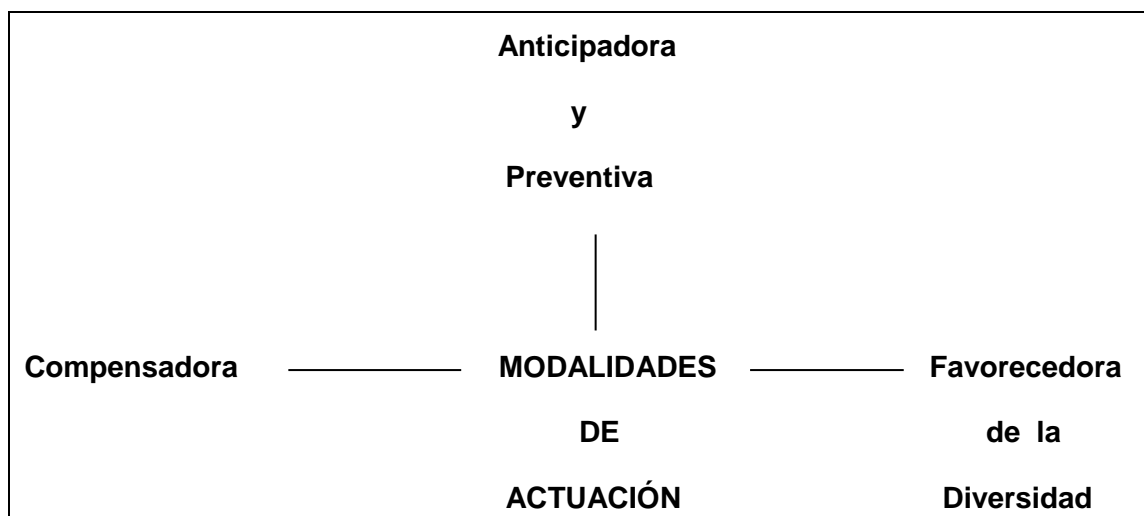 Anticipadora
y
Preventiva
Compensadora MODALIDADES Favorecedora
DE de la
ACTUACIÓN Diversidad